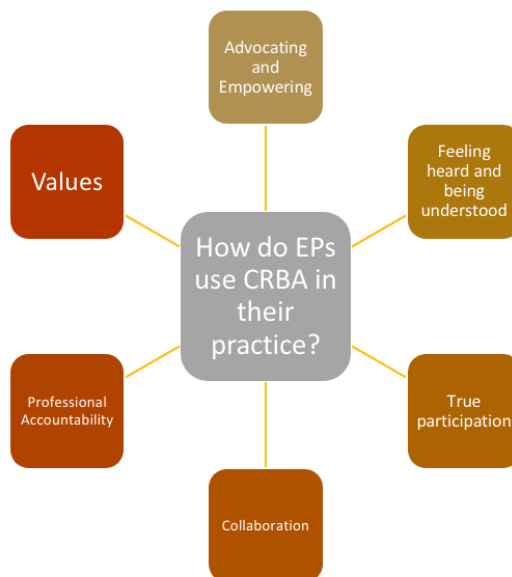 Advocating
and
Empowering
Feeling
heard and
being
understood
Values
How do EPs
use CRBA in
their
practice?
True
participation
Professional
Accountability
Collaboration